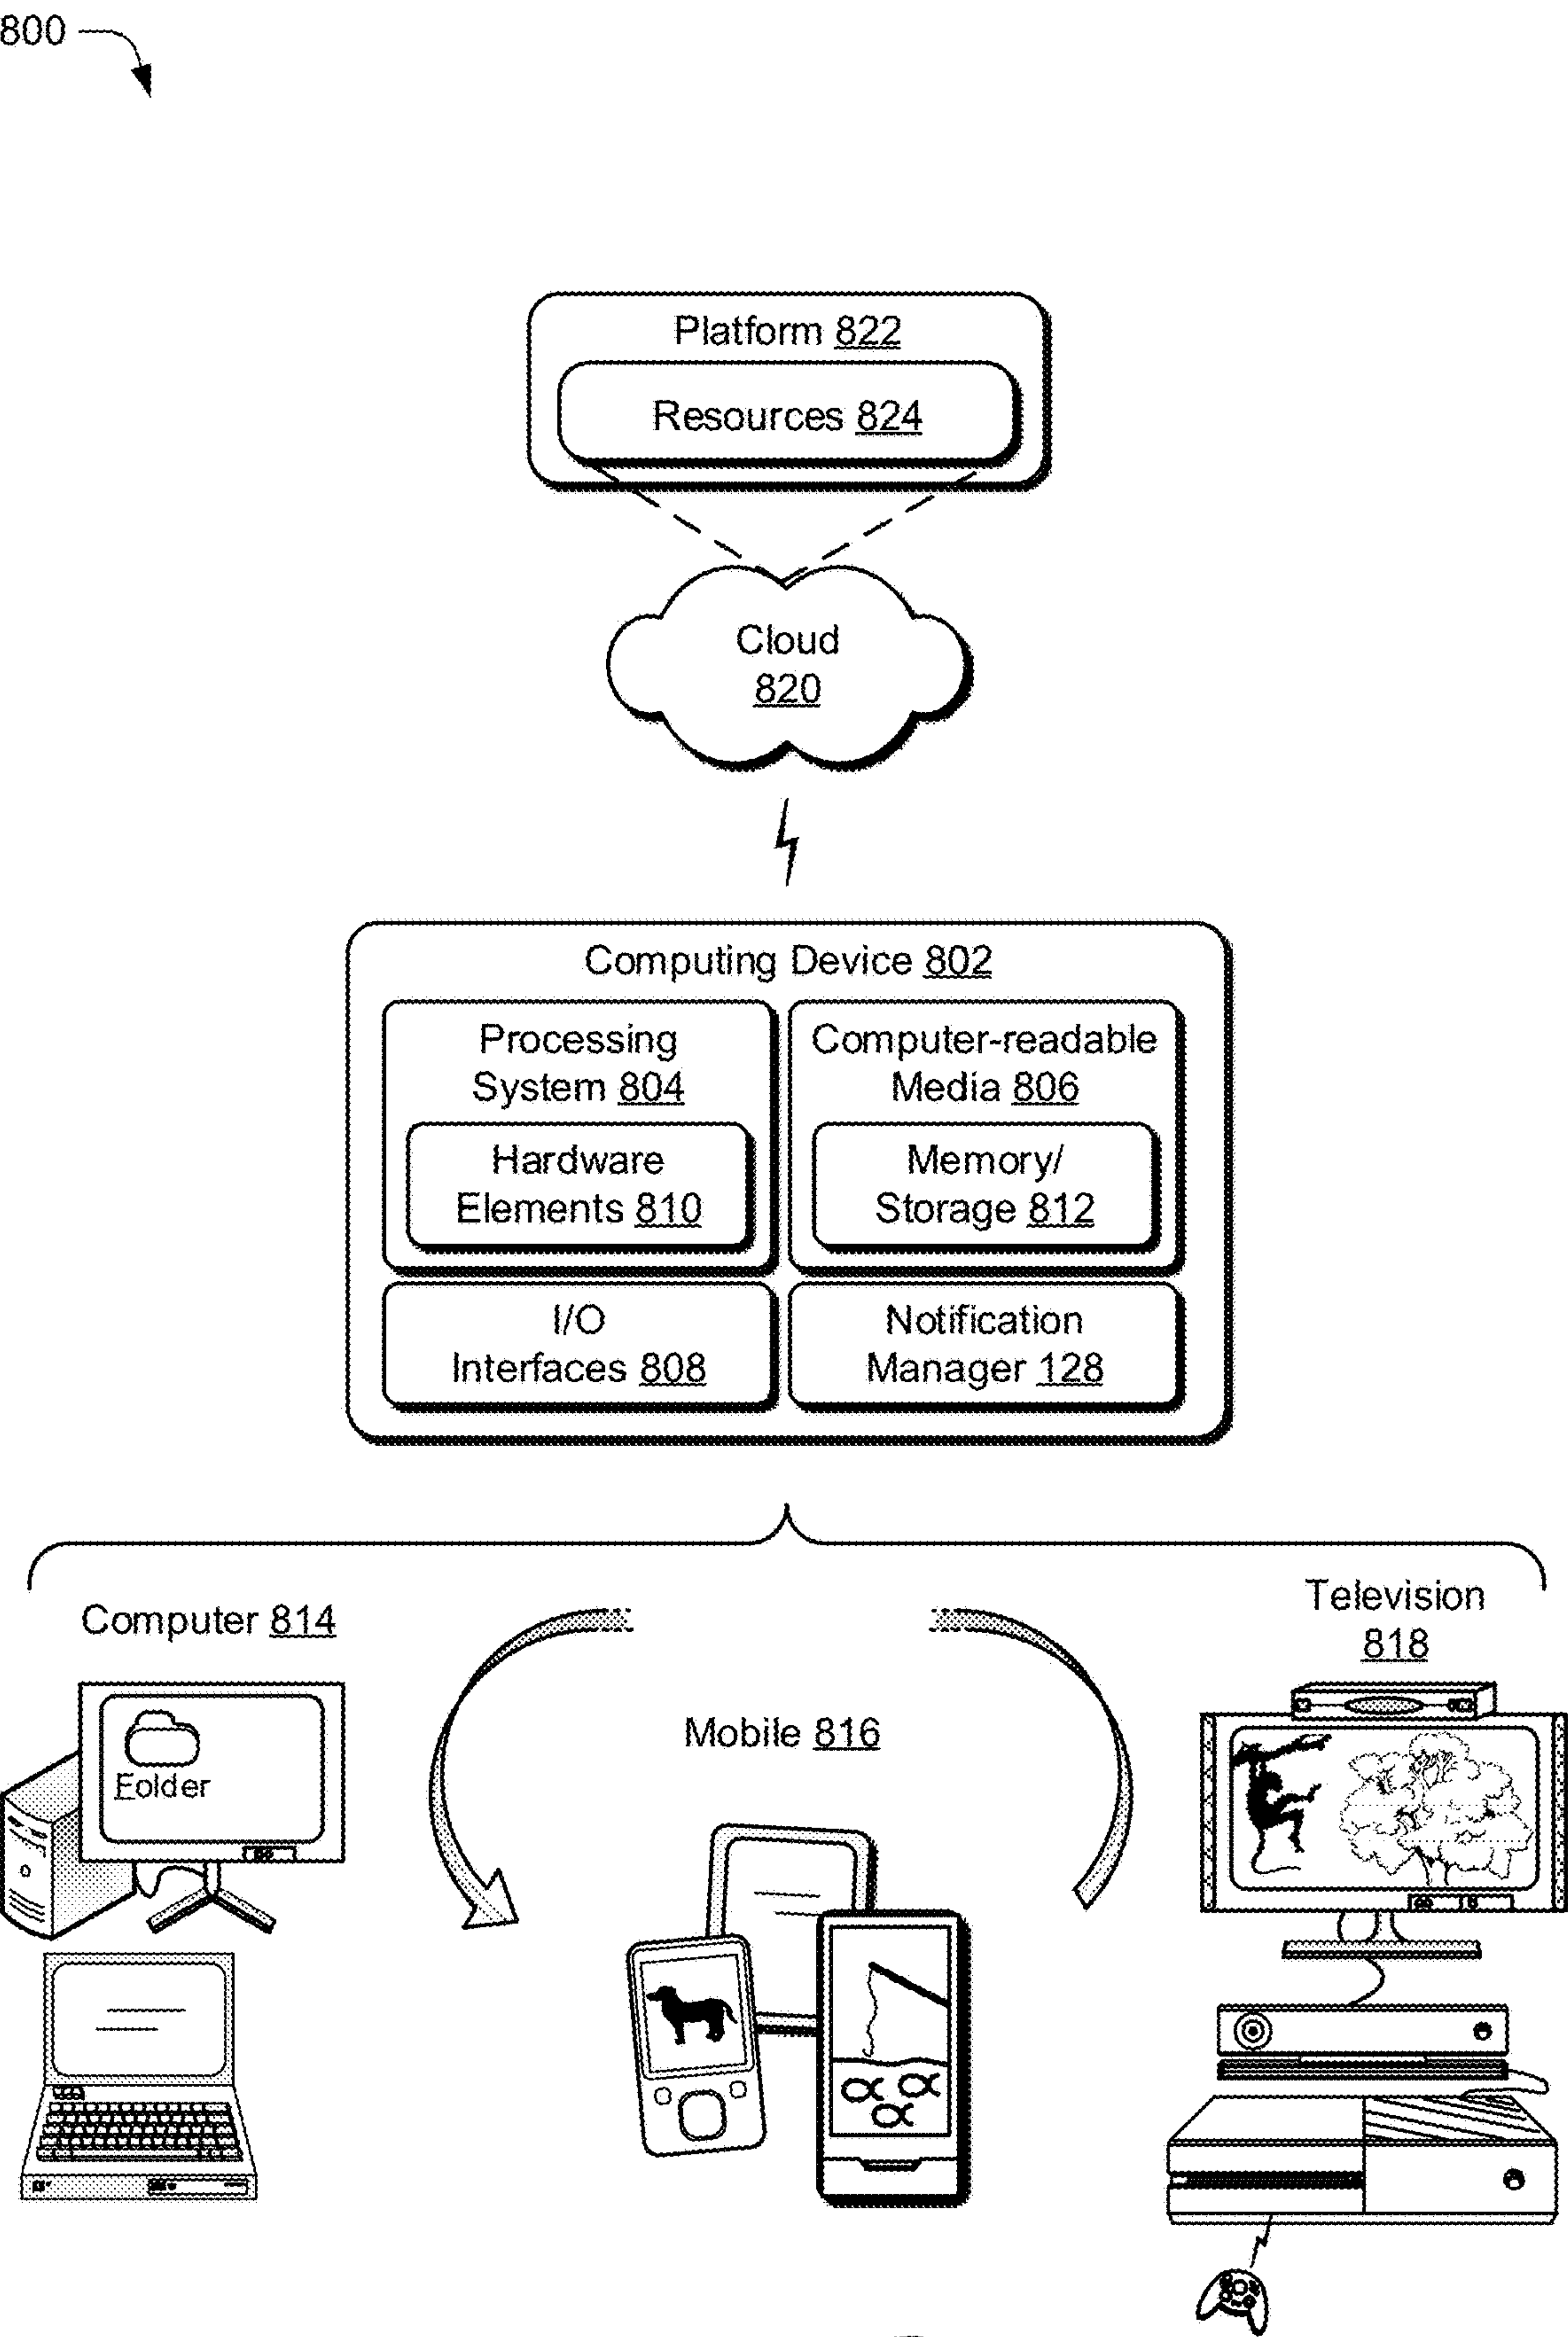 800
Platform 822
Resources 824
Cloud
820
Computing Device 802
Processing
System 804
Hardware
Elements 810
Computer-readable
Media 806
Memory/
Storage 812
I/O
Interfaces 808
Notification
Manager 128
Computer 814
Folder
Mobile 816
Television
818